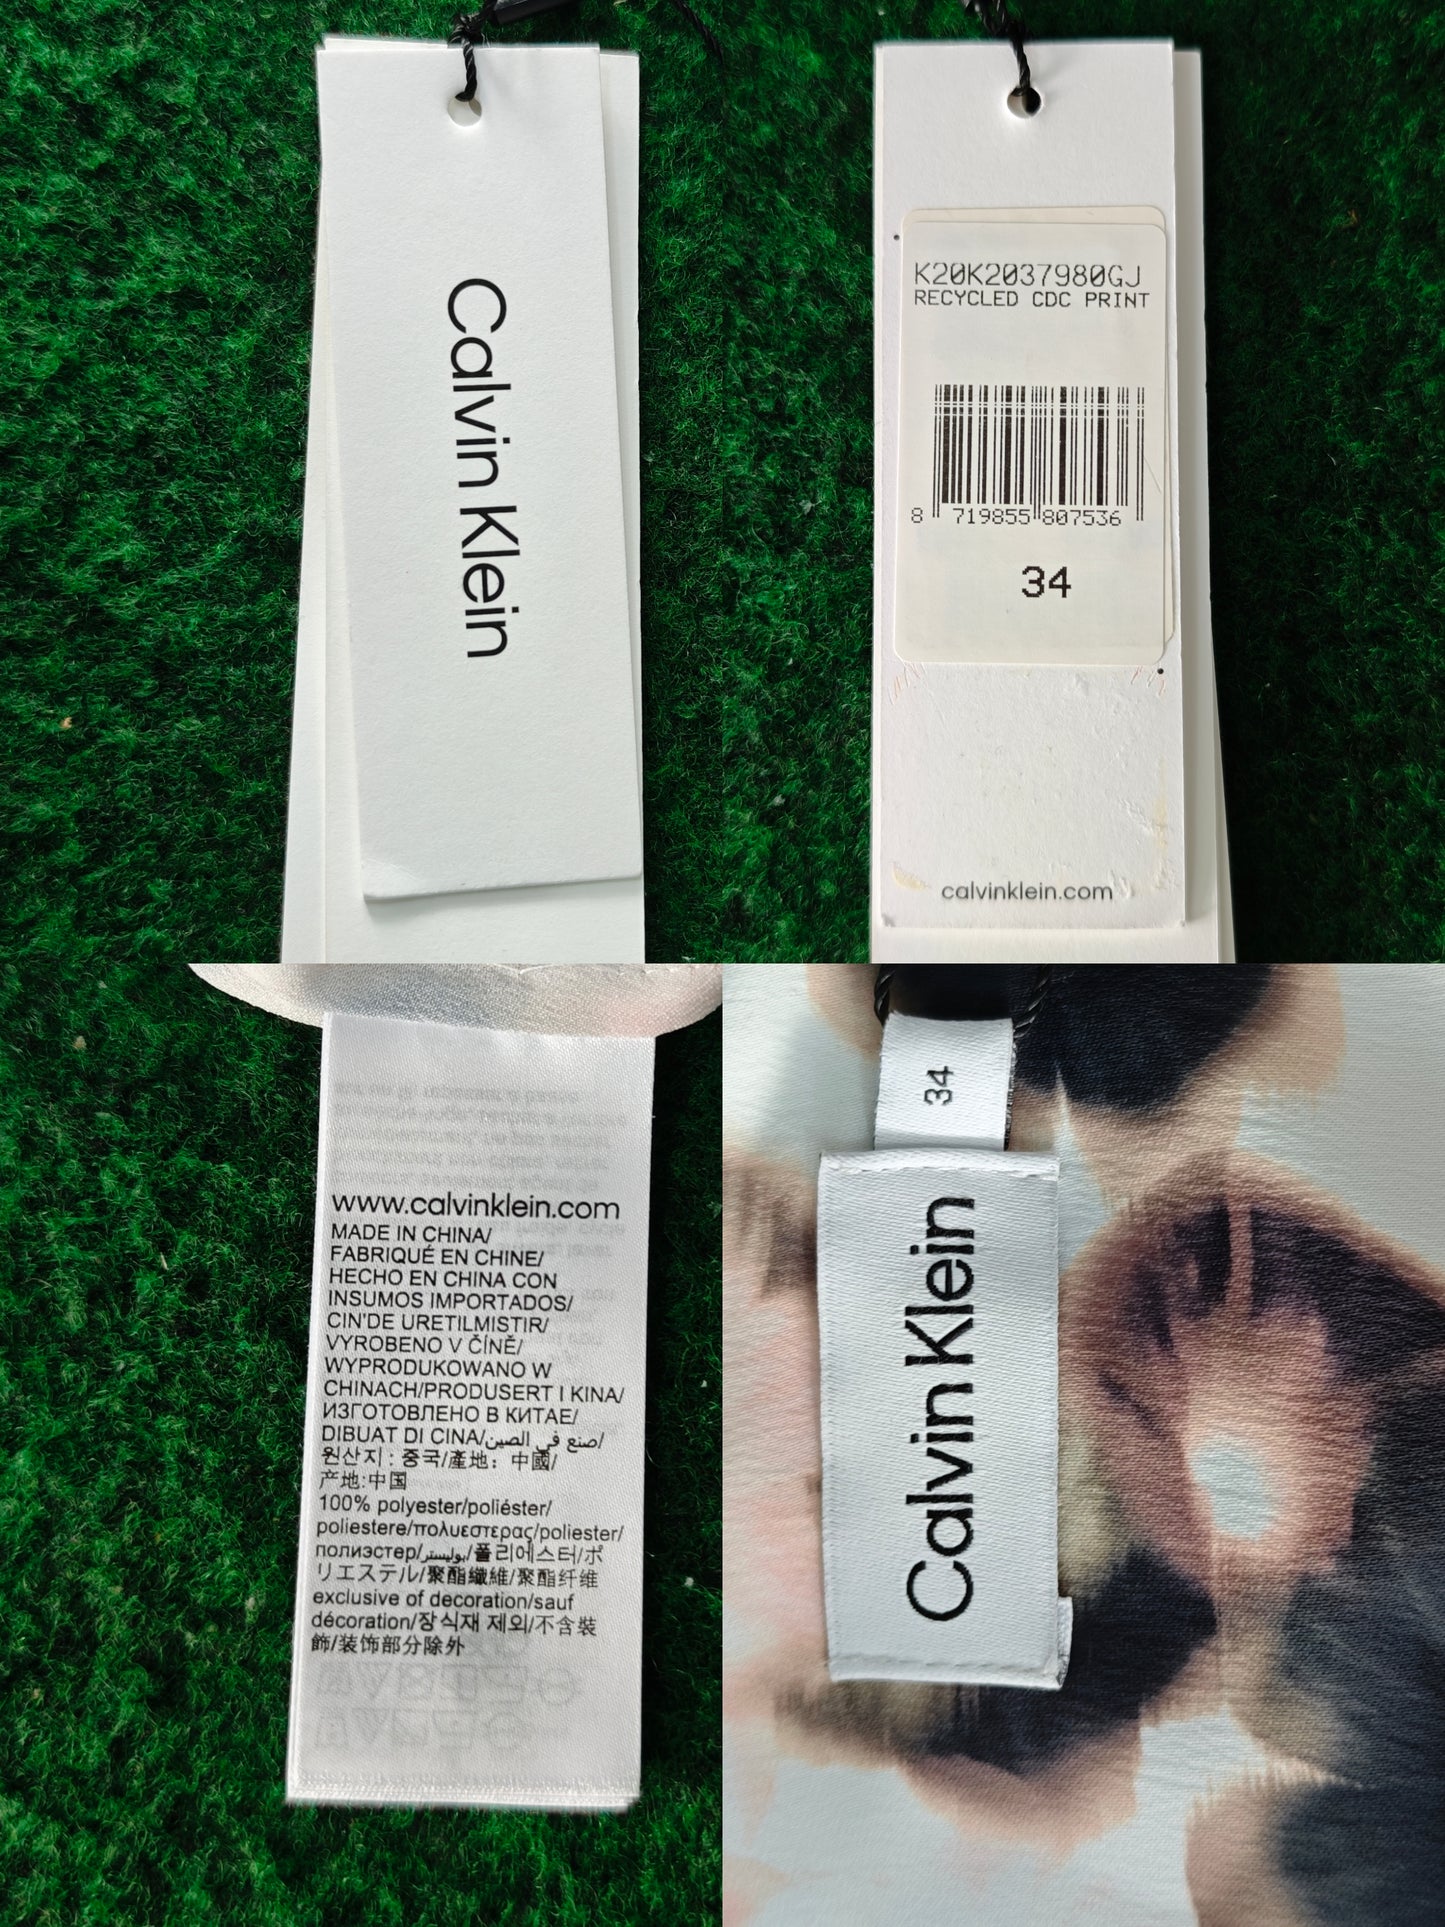 Calvin Klein
K20K2037980GJ
RECYCLED CDC PRINT
8 719855 807536
34
calvinklein.com
www.calvinklein.com
MADE IN CHINA/
FABRIQUÉ EN CHINE/
HECHO EN CHINA CON
INSUMOS IMPORTADOS/
CIN'DE URETILMISTIR/
VYROBENO V ČÍNĚ/
WYPRODUKOWANO W
CHINACH/PRODUSERT I KINA/
ИЗГОТОВЛЕНО В КИТАЕ/
DIBUAT DI CINA/صنع في الصين/
원산지 : 중국/產地：中國/
产地:中国
100% polyester/poliéster/
poliestere/πολυεστερας/poliester/
полиэстер/بوليستر/폴리에스터/ポ
リエステル/聚酯纖維/聚酯纤维
exclusive of decoration/sauf
décoration/장식재 제외/不含裝
飾/装饰部分除外
34
Calvin Klein